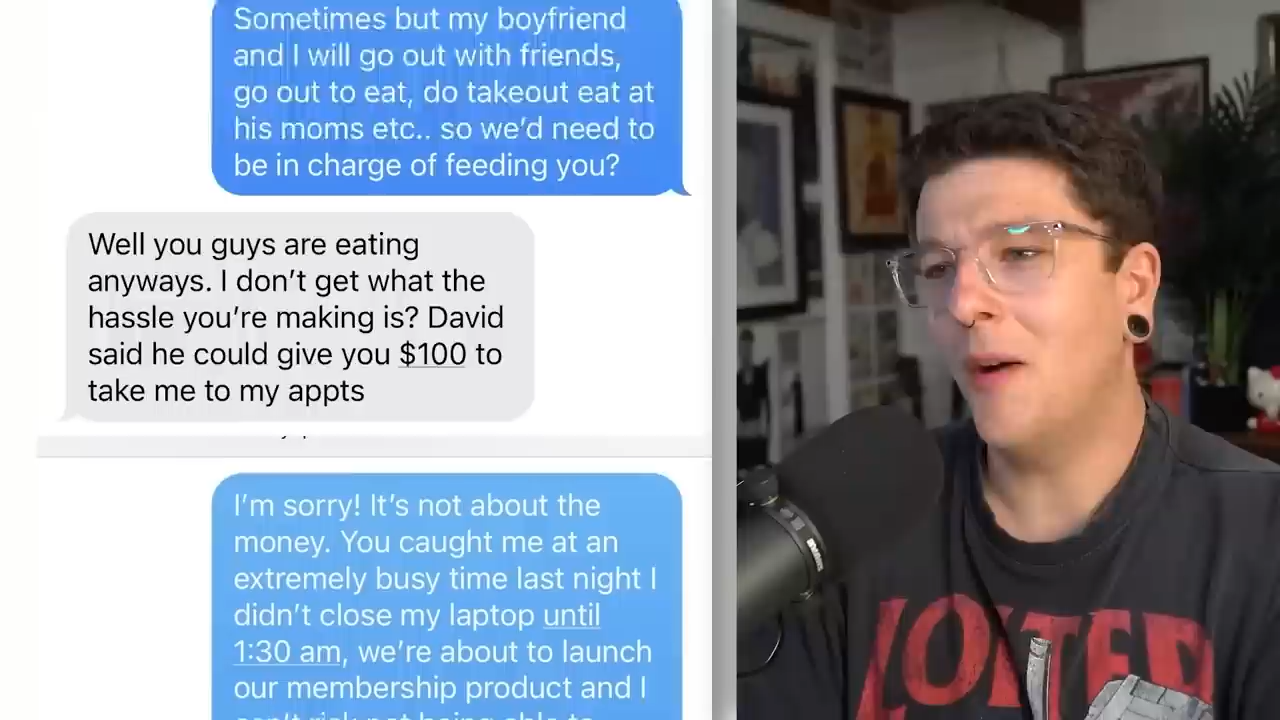 Sometimes but my boyfriend
and I will go out with friends,
go out to eat, do takeout eat at
his moms etc.. so we’d need to
be in charge of feeding you?
Well you guys are eating
anyways. I don’t get what the
hassle you’re making is? David
said he could give you $100 to
take me to my appts
I’m sorry! It’s not about the
money. You caught me at an
extremely busy time last night I
didn’t close my laptop until
1:30 am, we’re about to launch
our membership product and I